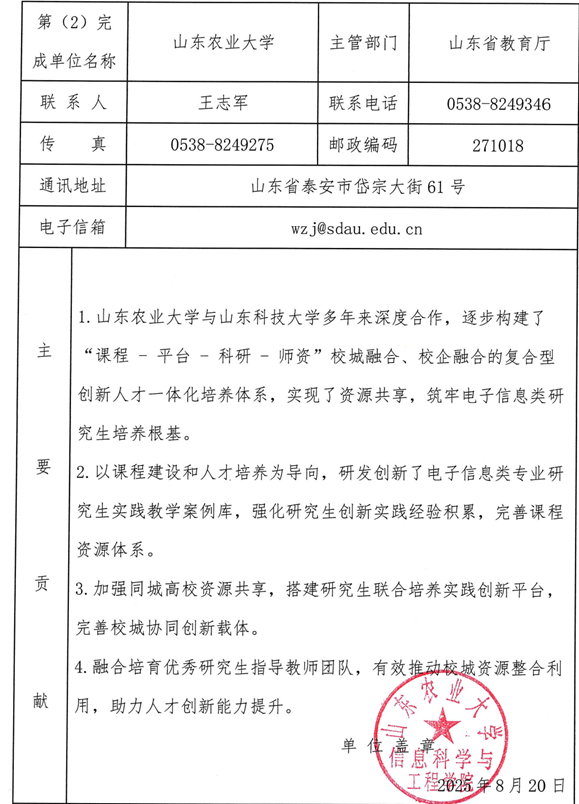 第（2）完
成单位名称
山东农业大学
主管部门
山东省教育厅
联 系 人
王志军
联系电话
0538-8249346
传 真
0538-8249275
邮政编码
271018
通讯地址
山东省泰安市岱宗大街 61 号
电子信箱
wzj@sdau.edu.cn
主
要
贡
献
1.山东农业大学与山东科技大学多年来深度合作，逐步构建了
“课程 - 平台 - 科研 - 师资”校城融合、校企融合的复合型
创新人才一体化培养体系，实现了资源共享，筑牢电子信息类研
究生培养根基。
2.以课程建设和人才培养为导向，研发创新了电子信息类专业研
究生实践教学案例库，强化研究生创新实践经验积累，完善课程
资源体系。
3.加强同城高校资源共享，搭建研究生联合培养实践创新平台，
完善校城协同创新载体。
4.融合培育优秀研究生指导教师团队，有效推动校城资源整合利
用，助力人才创新能力提升。
单 位 盖 章
2025 年 8 月 20 日
山东农业大学
信息科学与
工程学院